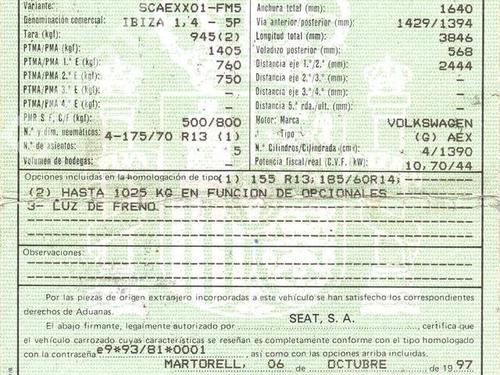 Variante: SCAEXX01-FM5 Anchura total (mm): 1640
Denominación comercial: IBIZA 1,4 - 5P Vía anterior/posterior (mm): 1429/1394
Tara (kgf): 945(2) Longitud total (mm): 3846
PTMA/PMA (kgf): 1405 Voladizo posterior (mm): 568
PTMA/PMA 1.º E (kgf): 760 Distancia eje 1.º/2.º (mm): 2444
PTMA/PMA 2.º E (kgf): 750 Distancia eje 2.º/3.º (mm): —
PTMA/PMA 3.º E (kgf): — Distancia eje 3.º/4.º (mm): —
PTMA/PMA 4.º E (kgf): — Distancia eje 5.º rda./ult. (mm): —
PMR S.F, C/F (kgf): 500/800 Motor: Marca VOLKSWAGEN
N.º y dim. neumáticos: 4-175/70 R13 (1) Tipo (G) AEX
N.º de asientos: 5 N.º Cilindros/Cilindrada (cm³): 4/1390
Volumen de bodegas: — Potencia fiscal/real (C.V.F. / kW): 10,70/44
Opciones incluidas en la homologación de tipo: (1) 155 R13;185/60R14;
(2) HASTA 1025 KG EN FUNCION DE OPCIONALES
3- LUZ DE FRENO
Observaciones:
Por las piezas de origen extranjero incorporadas a este vehículo se han satisfecho los correspondientes
derechos de Aduanas.
El abajo firmante, legalmente autorizado por SEAT, S. A. , certifica que
el vehículo carrozado cuyas características se reseñan es completamente conforme con el tipo homologado
con la contraseña e9*93/81*0001 , así como con las opciones arriba incluidas.
MARTORELL, 06 de OCTUBRE de 1997